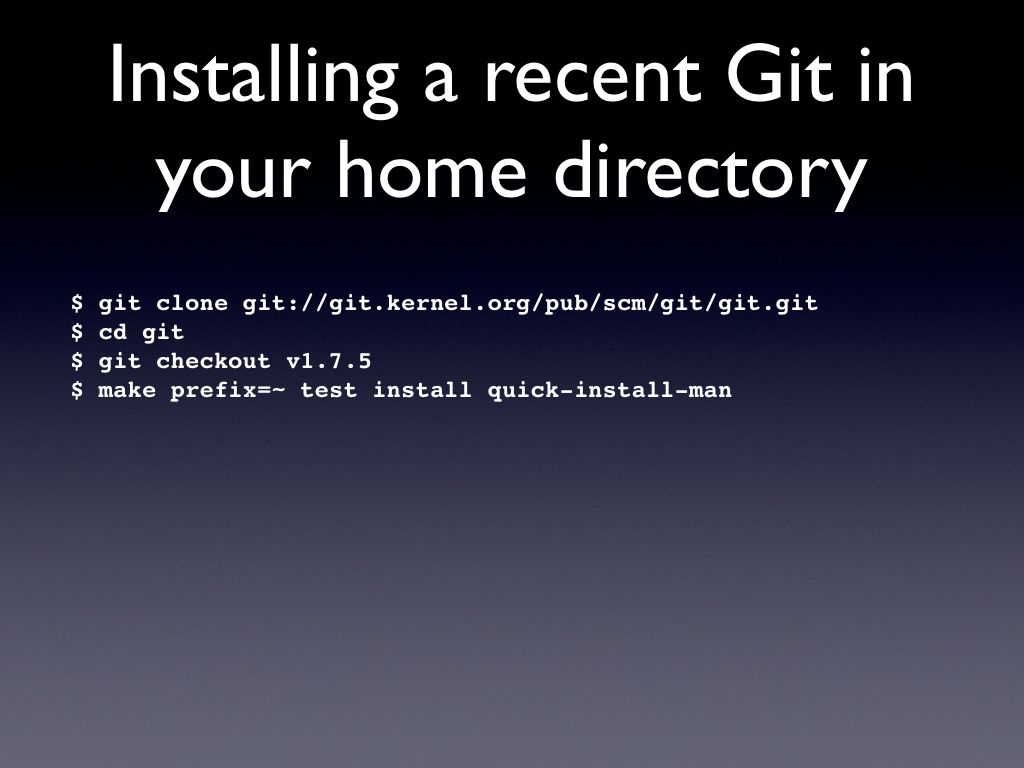 Installing a recent Git in
your home directory
$ git clone git://git.kernel.org/pub/scm/git/git.git
$ cd git
$ git checkout v1.7.5
$ make prefix=~ test install quick-install-man